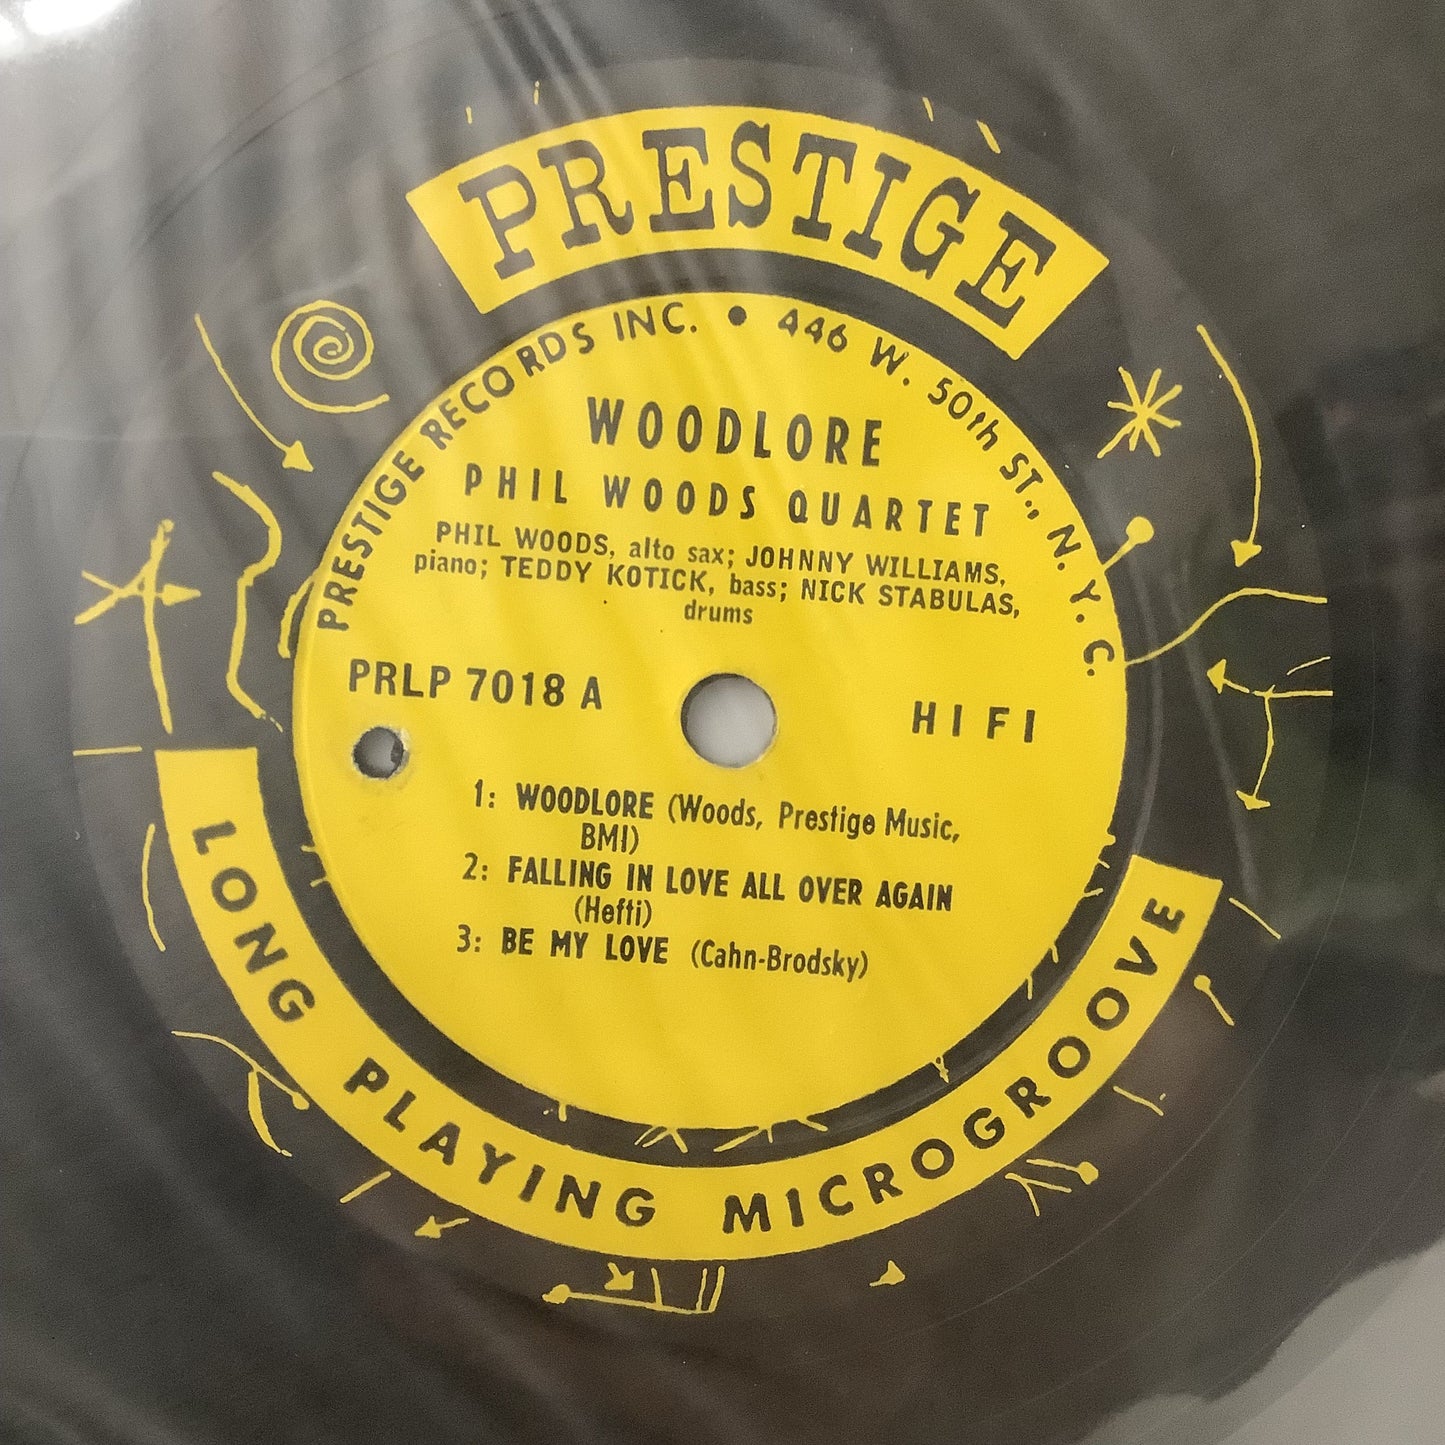 PRESTIGE
PRESTIGE RECORDS INC. • 446 W. 50th ST., N.Y.C.
WOODLORE
PHIL WOODS QUARTET
PHIL WOODS, alto sax; JOHNNY WILLIAMS,
piano; TEDDY KOTICK, bass; NICK STABULAS,
drums
PRLP 7018 A
HI FI
1: WOODLORE (Woods, Prestige Music,
BMI)
2: FALLING IN LOVE ALL OVER AGAIN
(Hefti)
3: BE MY LOVE (Cahn-Brodsky)
LONG PLAYING MICROGROOVE